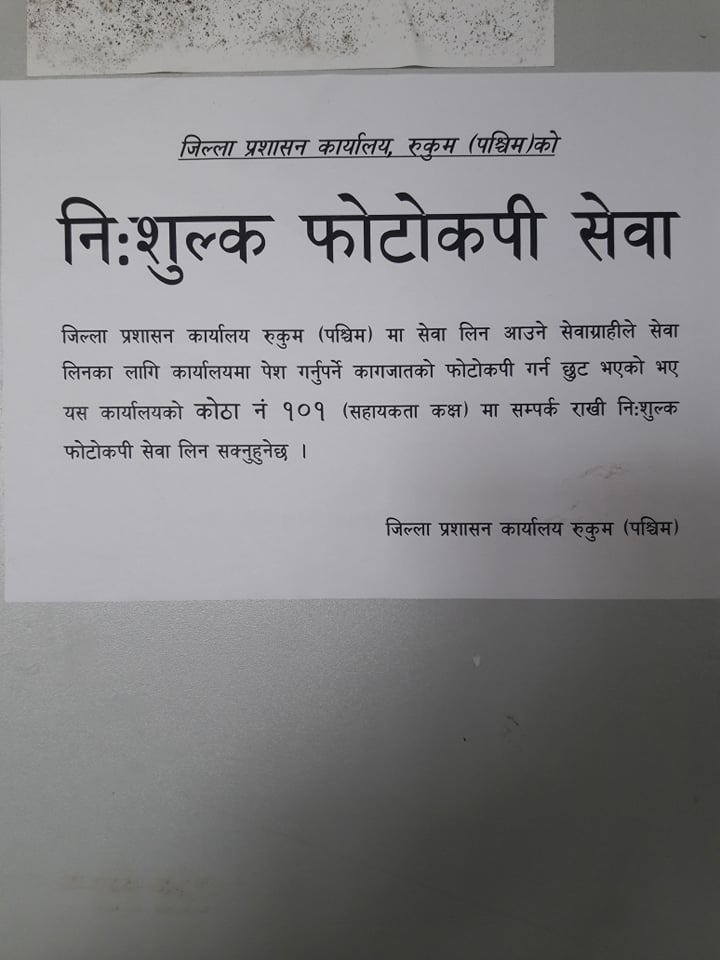 जिल्ला प्रशासन कार्यालय, रुकुम (पश्चिम)को
निःशुल्क फोटोकपी सेवा
जिल्ला प्रशासन कार्यालय रुकुम (पश्चिम) मा सेवा लिन आउने सेवाग्राहीले सेवा
लिनका लागि कार्यालयमा पेश गर्नुपर्ने कागजातको फोटोकपी गर्न छुट भएको भए
यस कार्यालयको कोठा नं १०१ (सहायकता कक्ष) मा सम्पर्क राखी निःशुल्क
फोटोकपी सेवा लिन सक्नुहुनेछ ।
जिल्ला प्रशासन कार्यालय रुकुम (पश्चिम)